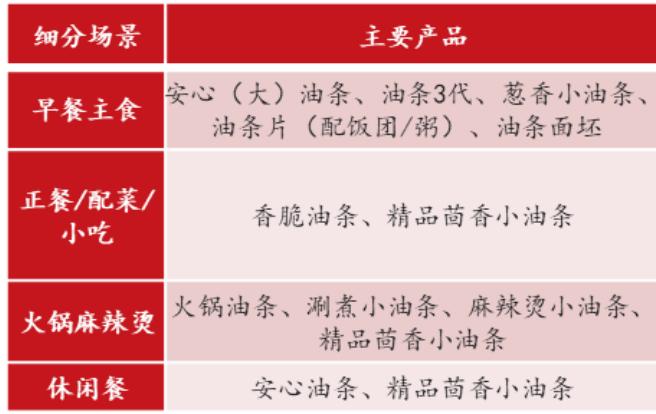 细分场景
主要产品
早餐主食
安心（大）油条、油条3代、葱香小油条、
油条片（配饭团/粥）、油条面坯
正餐/配菜/
小吃
香脆油条、精品茴香小油条
火锅麻辣烫
火锅油条、涮煮小油条、麻辣烫小油条、
精品茴香小油条
休闲餐
安心油条、精品茴香小油条